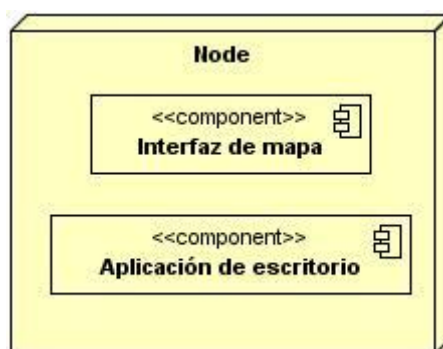 Node
<<component>>
Interfaz de mapa
<<component>>
Aplicación de escritorio